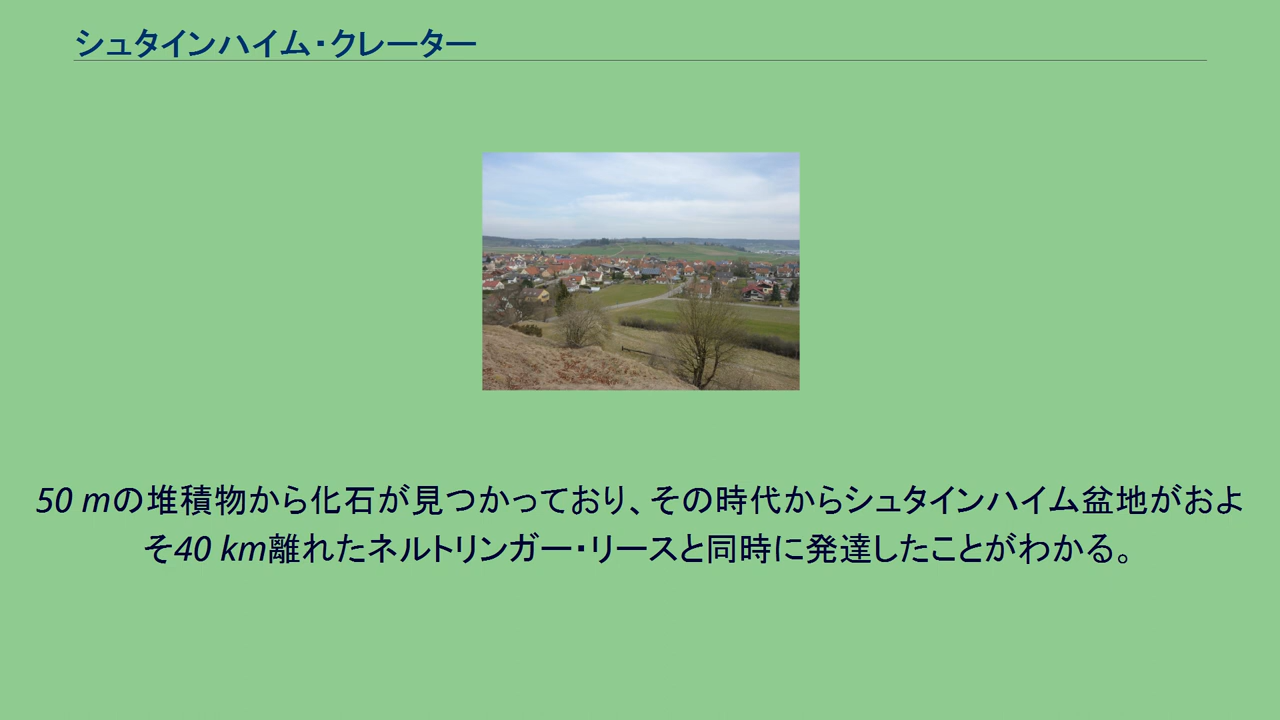 シュタインハイム・クレーター
50 mの堆積物から化石が見つかっており、その時代からシュタインハイム盆地がおよ
そ40 km離れたネルトリンガー・リースと同時に発達したことがわかる。